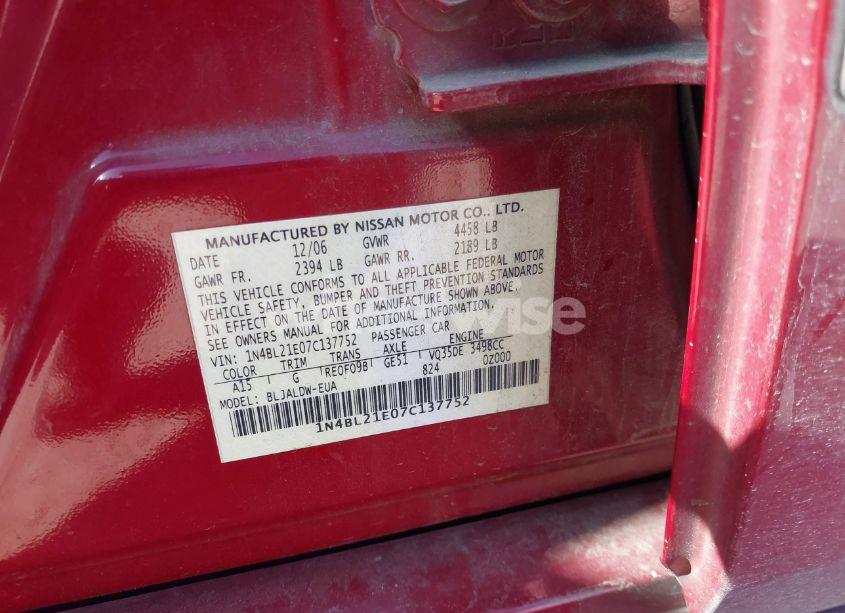 MANUFACTURED BY NISSAN MOTOR CO., LTD.
DATE 12/06 GVWR 4458 LB
GAWR FR. 2394 LB GAWR RR. 2189 LB
THIS VEHICLE CONFORMS TO ALL APPLICABLE FEDERAL MOTOR
VEHICLE SAFETY, BUMPER AND THEFT PREVENTION STANDARDS
IN EFFECT ON THE DATE OF MANUFACTURE SHOWN ABOVE.
SEE OWNERS MANUAL FOR ADDITIONAL INFORMATION.
VIN: 1N4BL21E07C137752 PASSENGER CAR
COLOR TRIM TRANS AXLE ENGINE
A15 G RE0F09B GE51 VQ35DE 3498CC
MODEL: BLJALDW-EUA 824 0Z000
1N4BL21E07C137752
wise